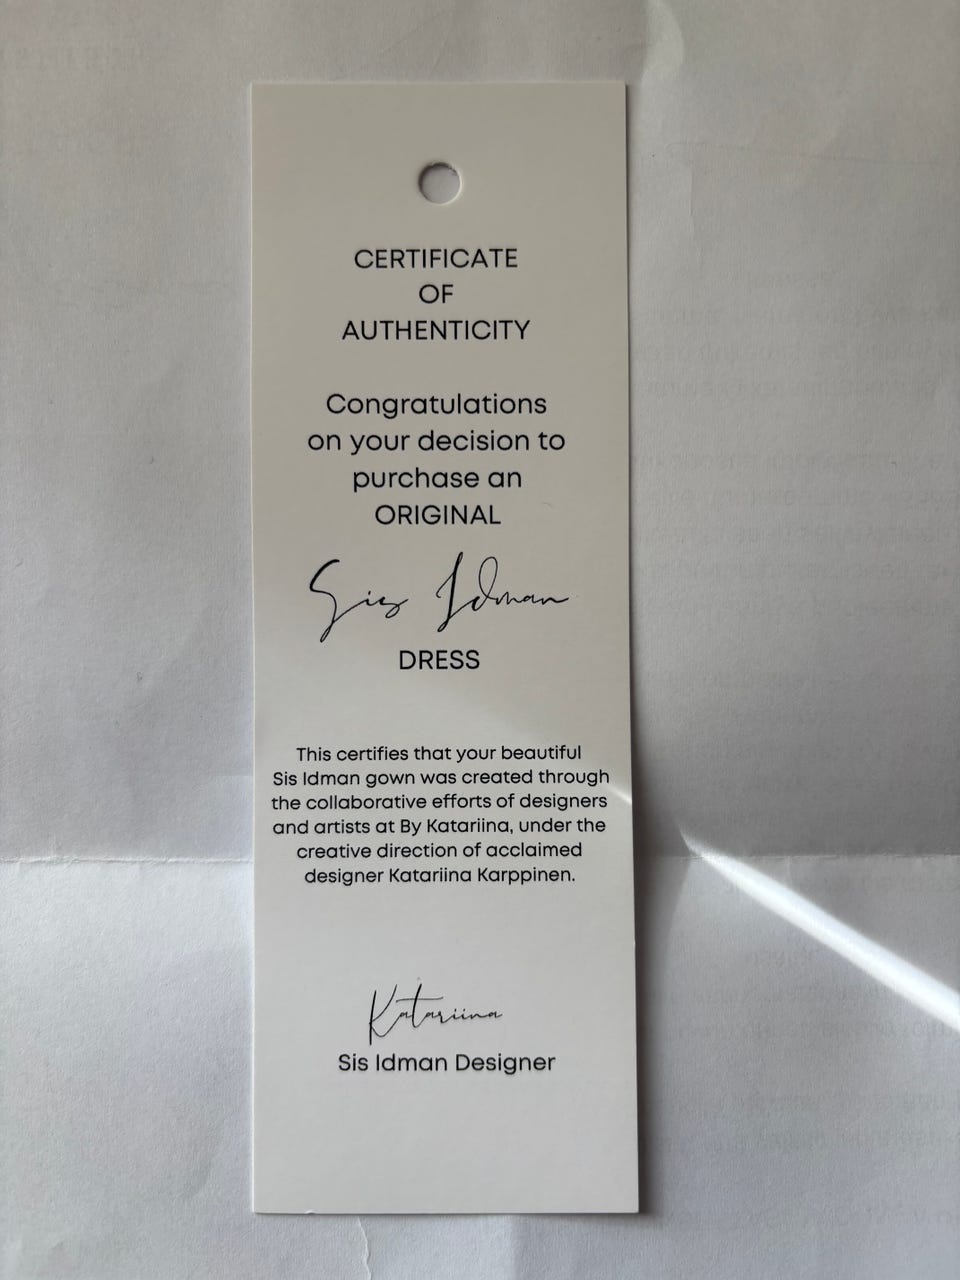 CERTIFICATE
OF
AUTHENTICITY
Congratulations
on your decision to
purchase an
ORIGINAL
Sis Idman
DRESS
This certifies that your beautiful
Sis Idman gown was created through
the collaborative efforts of designers
and artists at By Katariina, under the
creative direction of acclaimed
designer Katariina Karppinen.
Katariina
Sis Idman Designer